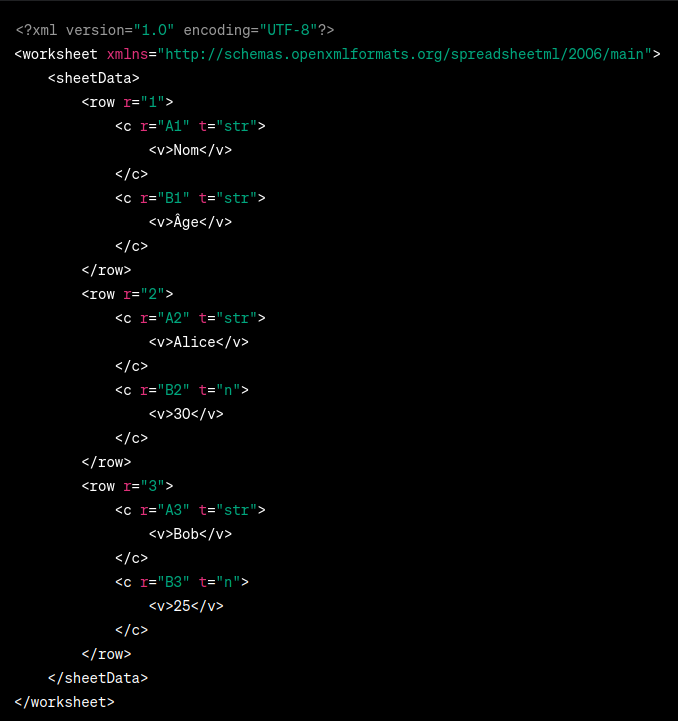 <?xml version="1.0" encoding="UTF-8"?>
<worksheet xmlns="http://schemas.openxmlformats.org/spreadsheetml/2006/main">
    <sheetData>
        <row r="1">
            <c r="A1" t="str">
                <v>Nom</v>
            </c>
            <c r="B1" t="str">
                <v>Âge</v>
            </c>
        </row>
        <row r="2">
            <c r="A2" t="str">
                <v>Alice</v>
            </c>
            <c r="B2" t="n">
                <v>30</v>
            </c>
        </row>
        <row r="3">
            <c r="A3" t="str">
                <v>Bob</v>
            </c>
            <c r="B3" t="n">
                <v>25</v>
            </c>
        </row>
    </sheetData>
</worksheet>